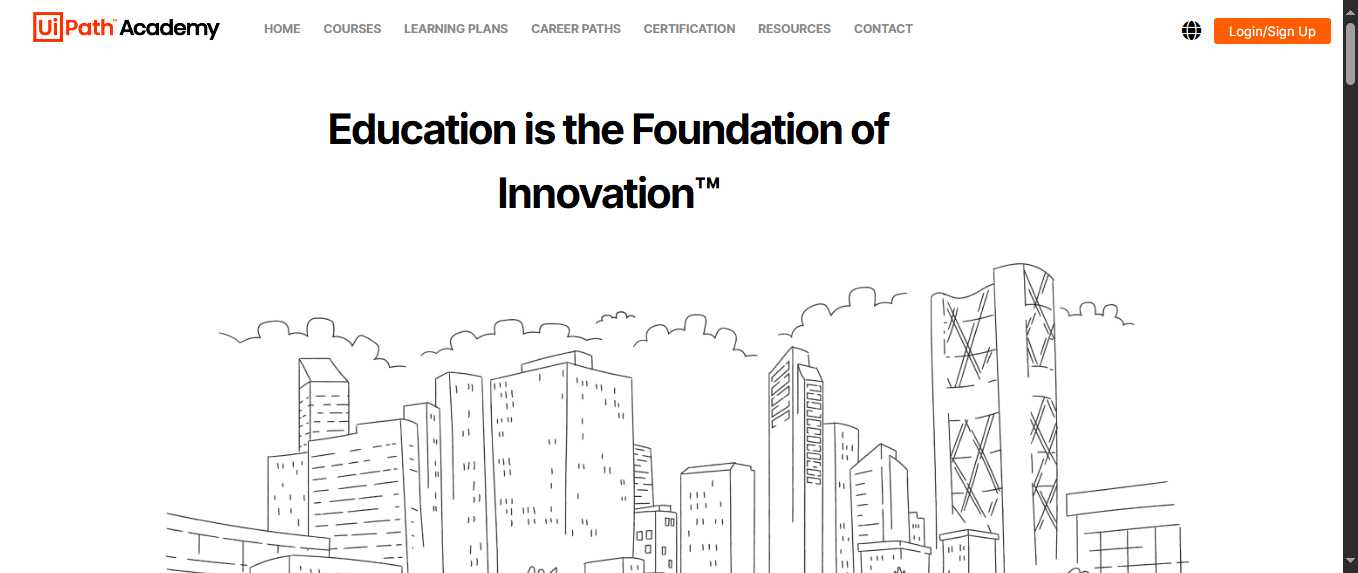 UiPath™ Academy
HOME COURSES LEARNING PLANS CAREER PATHS CERTIFICATION RESOURCES CONTACT
Login/Sign Up
Education is the Foundation of
Innovation™